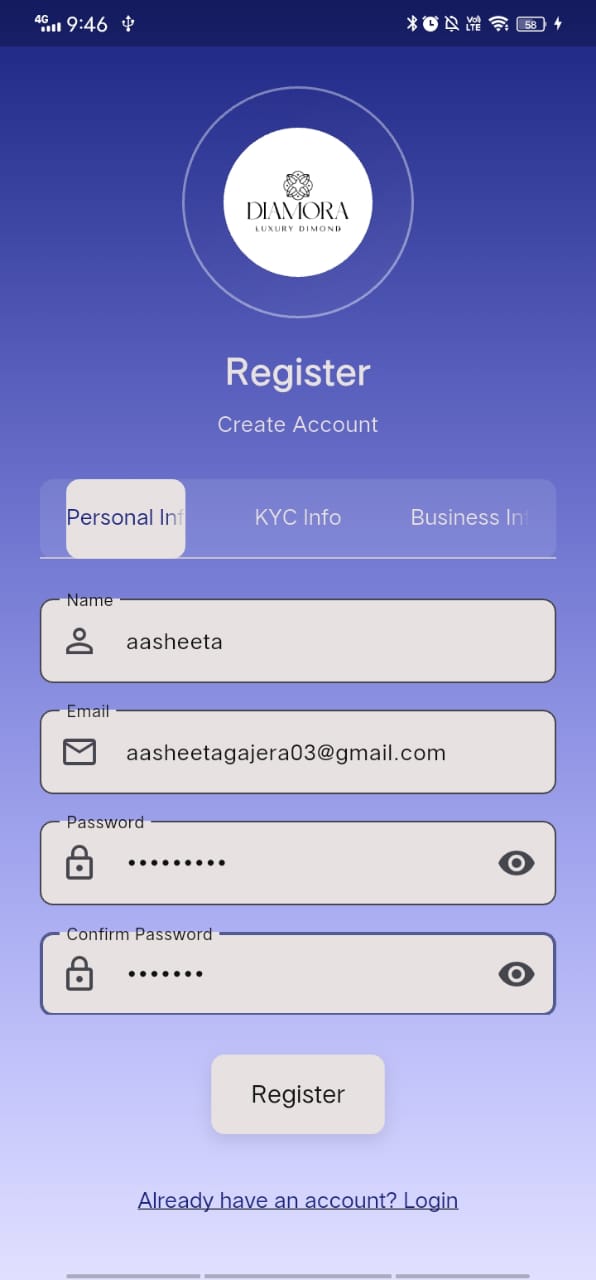 4G 9:46 Vo) LTE 58
DIAMORA
LUXURY DIMOND
Register
Create Account
Personal Inf KYC Info Business Inf
Name
aasheeta
Email
aasheetagajera03@gmail.com
Password
•••••••••
Confirm Password
•••••••
Register
Already have an account? Login